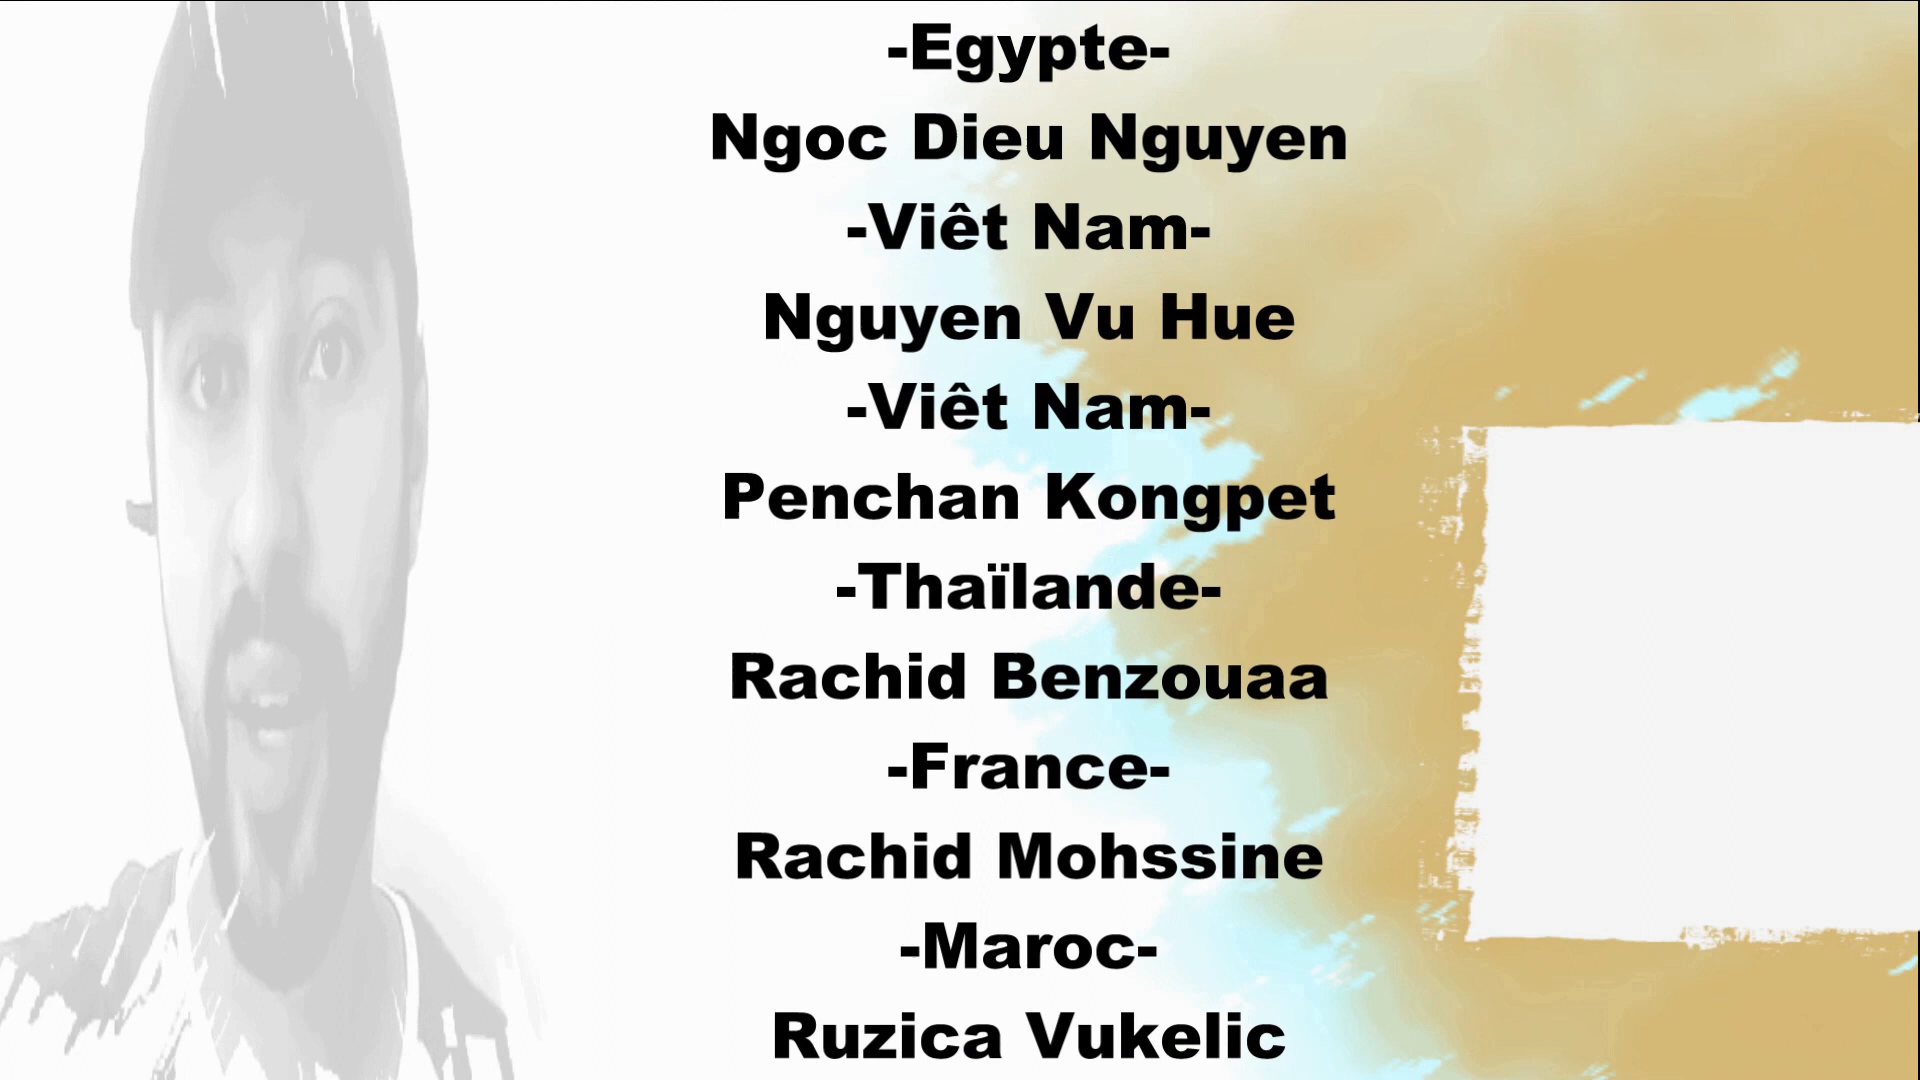 -Egypte-
Ngoc Dieu Nguyen
-Viêt Nam-
Nguyen Vu Hue
-Viêt Nam-
Penchan Kongpet
-Thaïlande-
Rachid Benzouaa
-France-
Rachid Mohssine
-Maroc-
Ruzica Vukelic